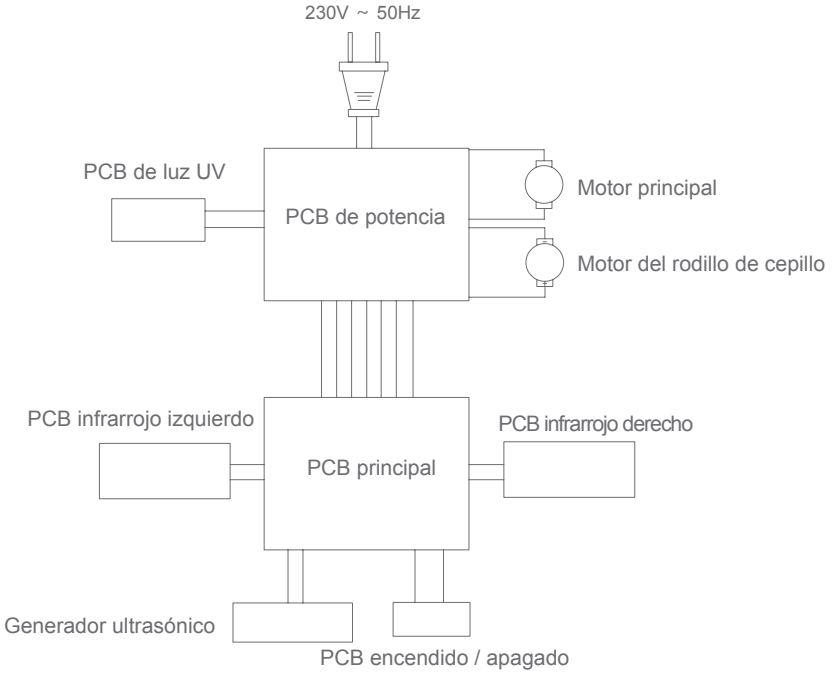 230V ~ 50Hz
PCB de luz UV
Motor principal
PCB de potencia
Motor del rodillo de cepillo
PCB infrarrojo izquierdo
PCB infrarrojo derecho
PCB principal
Generador ultrasónico
PCB encendido / apagado